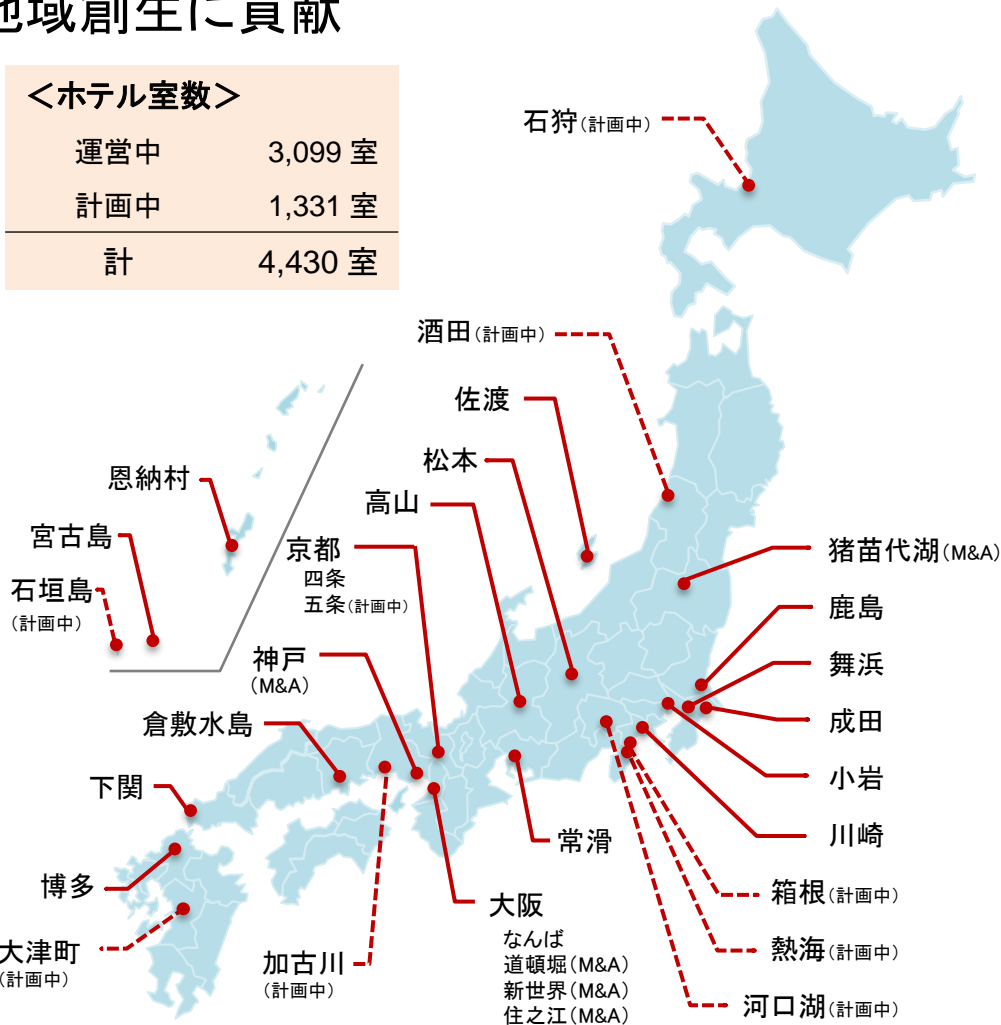 地域創生に貢献
＜ホテル室数＞
運営中 3,099 室
計画中 1,331 室
計 4,430 室
石狩(計画中)
酒田(計画中)
佐渡
松本
高山
恩納村
宮古島
石垣島
(計画中)
京都
四条
五条(計画中)
神戸
(M&A)
倉敷水島
下関
博多
大津町
(計画中)
加古川
(計画中)
大阪
なんば
道頓堀(M&A)
新世界(M&A)
住之江(M&A)
常滑
猪苗代湖(M&A)
鹿島
舞浜
成田
小岩
川崎
箱根(計画中)
熱海(計画中)
河口湖(計画中)